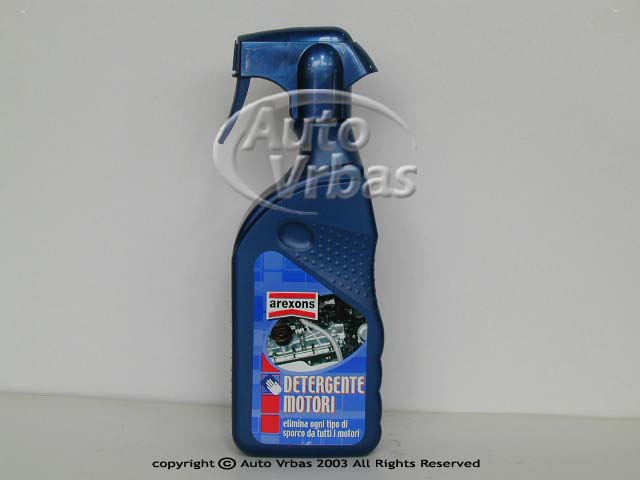 Auto
Vrbas
arexons
DETERGENTE
MOTORI
elimina ogni tipo di
sporco da tutti i motori
copyright © Auto Vrbas 2003 All Rights Reserved